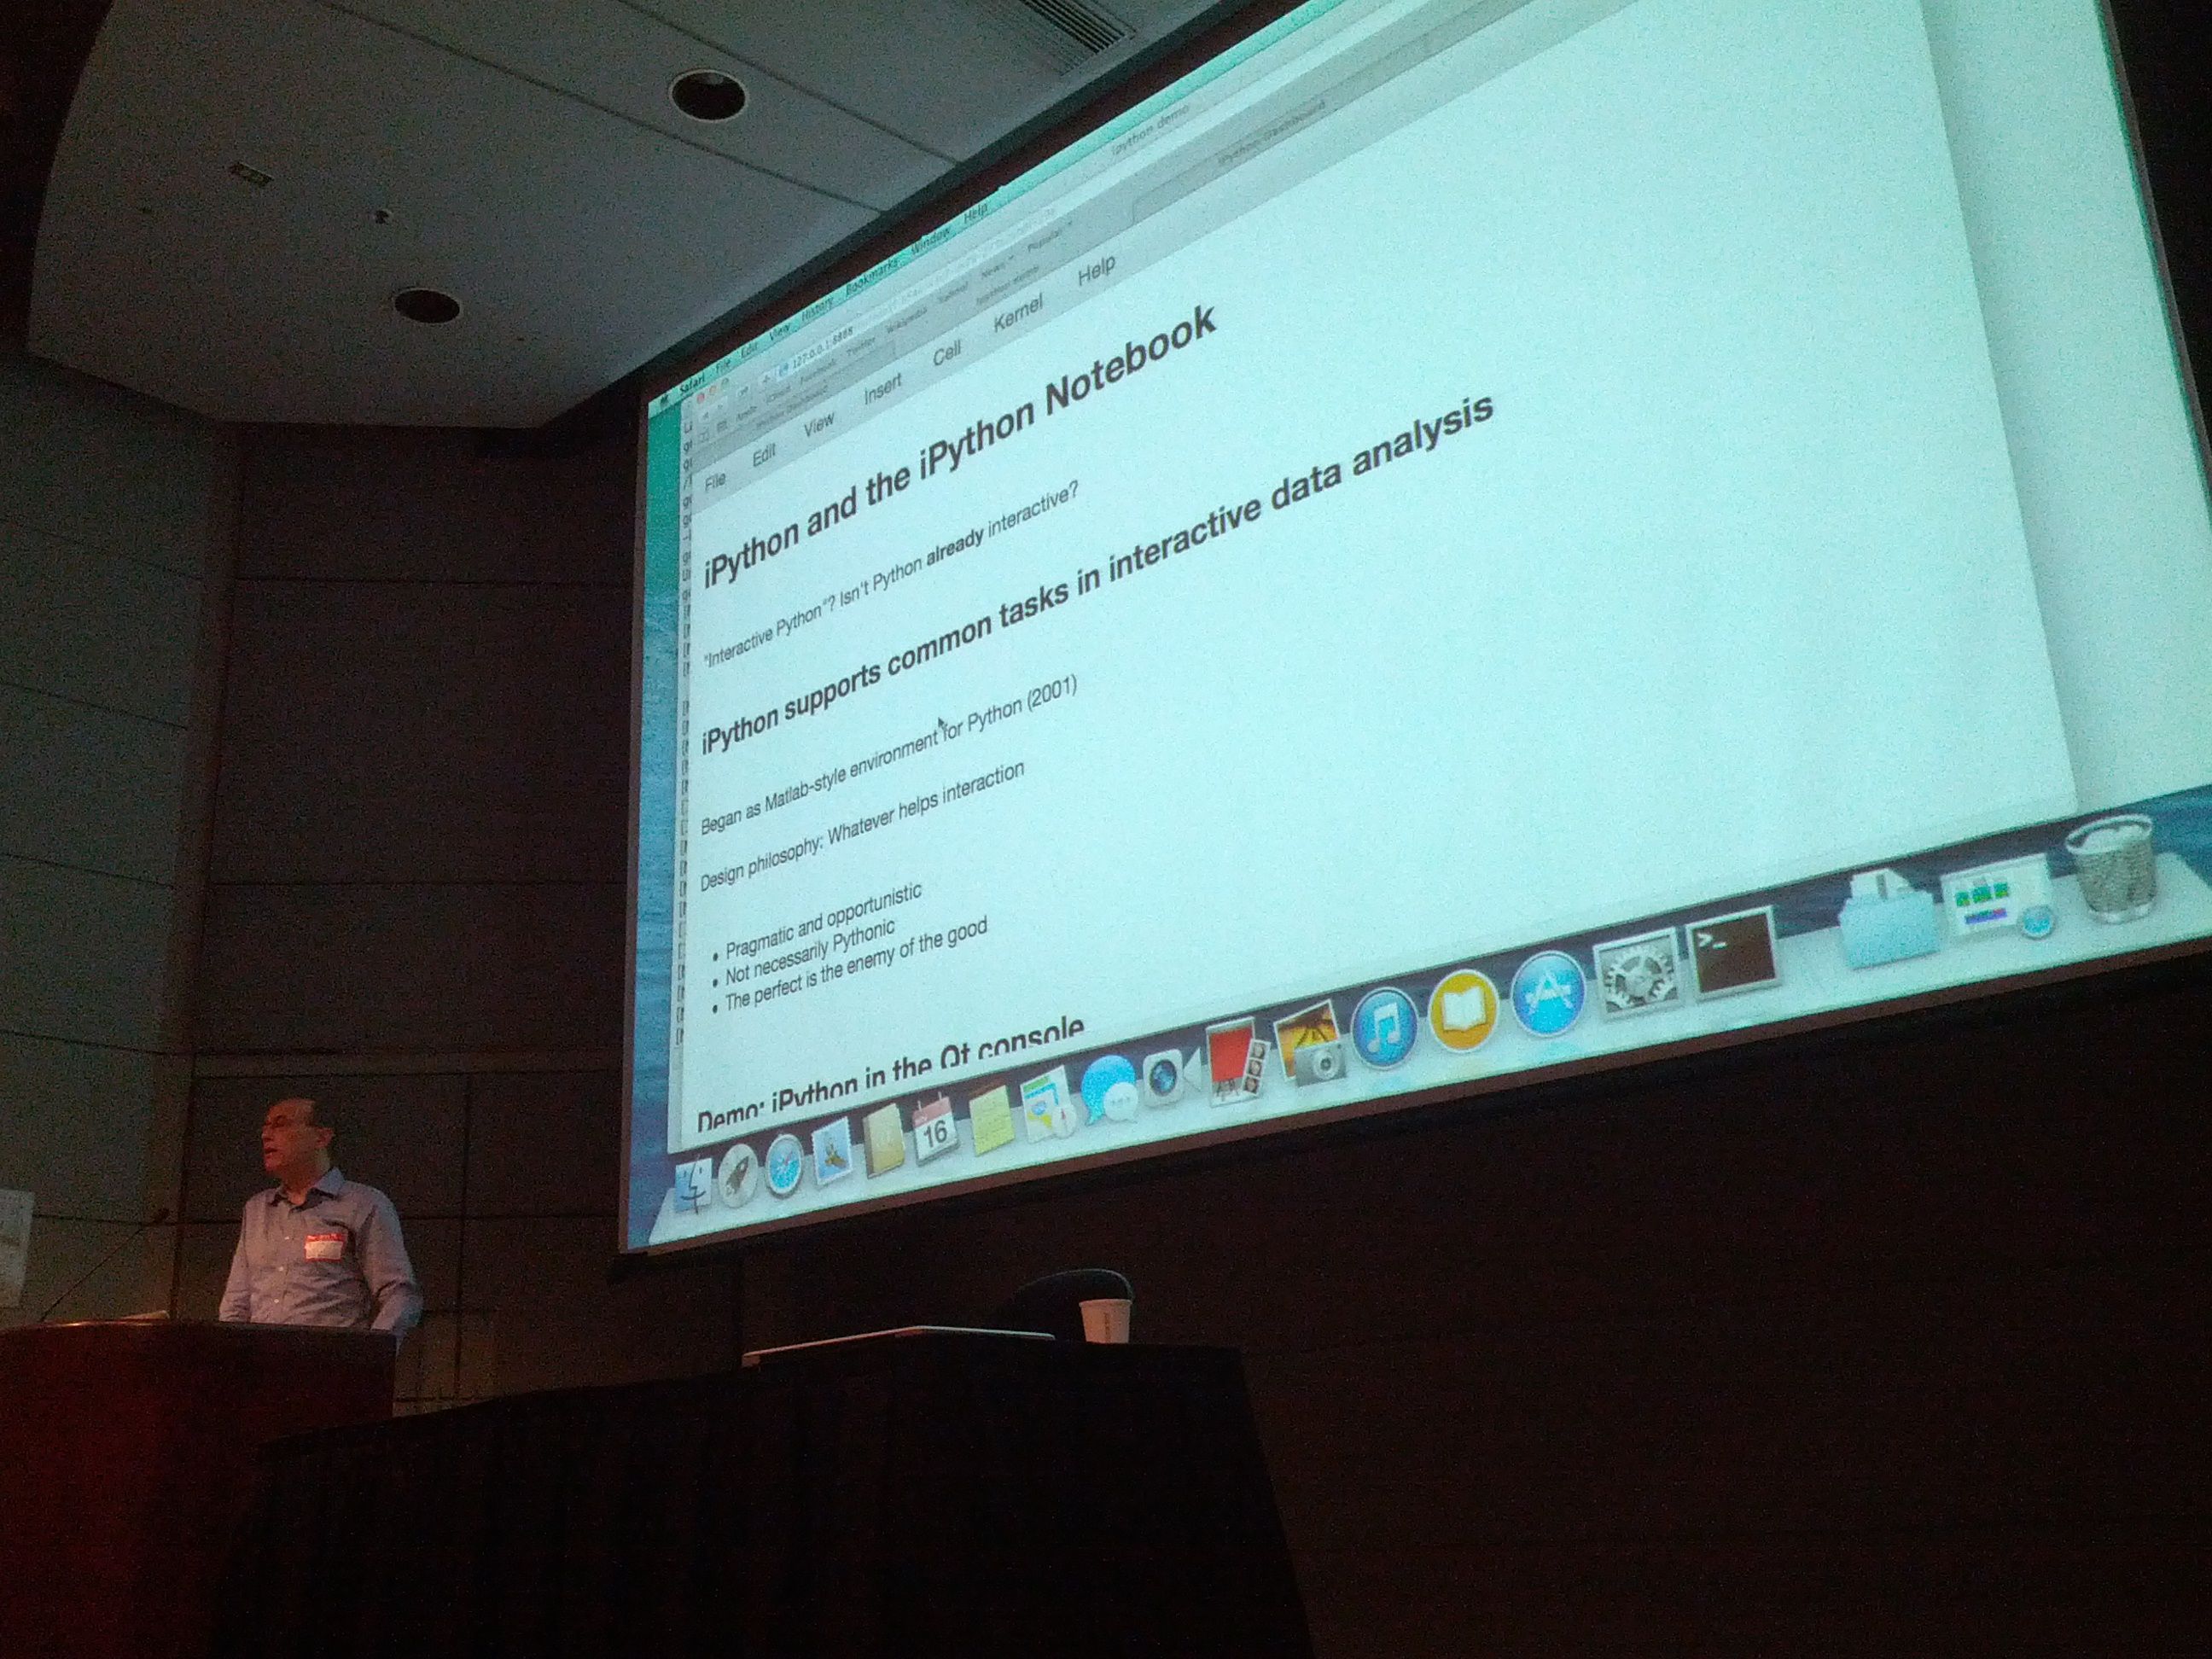 ipython demo
Safari File Edit View History Bookmarks Window Help
127.0.0.1:8888
Apple iCloud Facebook Twitter Wikipedia Yahoo! News Popular
IPython Dashboard
File Edit View Insert Cell Kernel Help
iPython and the iPython Notebook
"Interactive Python"? Isn't Python already interactive?
iPython supports common tasks in interactive data analysis
Began as Matlab-style environment for Python (2001)
Design philosophy: Whatever helps interaction
• Pragmatic and opportunistic
• Not necessarily Pythonic
• The perfect is the enemy of the good
Demo: iPython in the Qt console
16
>_